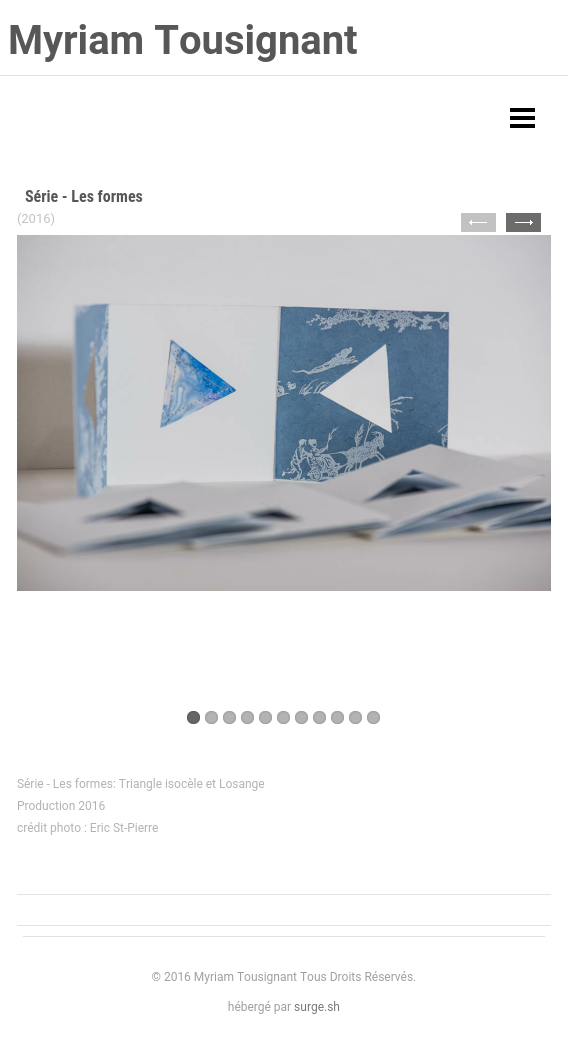 Myriam Tousignant
Série - Les formes
(2016)
Série - Les formes: Triangle isocèle et Losange
Production 2016
crédit photo : Eric St-Pierre
© 2016 Myriam Tousignant Tous Droits Réservés.
hébergé par surge.sh